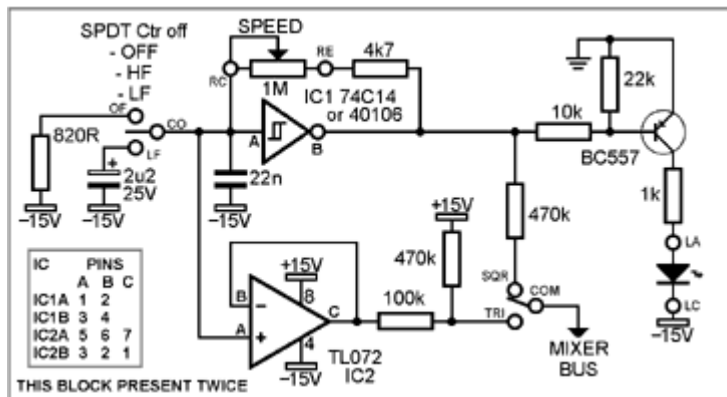 SPDT Ctr off
- OFF
- HF
- LF
OF
CO
LF
820R
+
2u2
25V
–15V
–15V
SPEED
RC
1M
RE
4k7
IC1 74C14
or 40106
A
B
22n
–15V
22k
10k
BC557
1k
LA
LC
–15V
+15V
470k
470k
SQR
COM
TRI
MIXER
BUS
100k
+15V
B
–
8
C
A
+
4
–15V
TL072
IC2
IC PINS
A B C
IC1A 1 2
IC1B 3 4
IC2A 5 6 7
IC2B 3 2 1
THIS BLOCK PRESENT TWICE